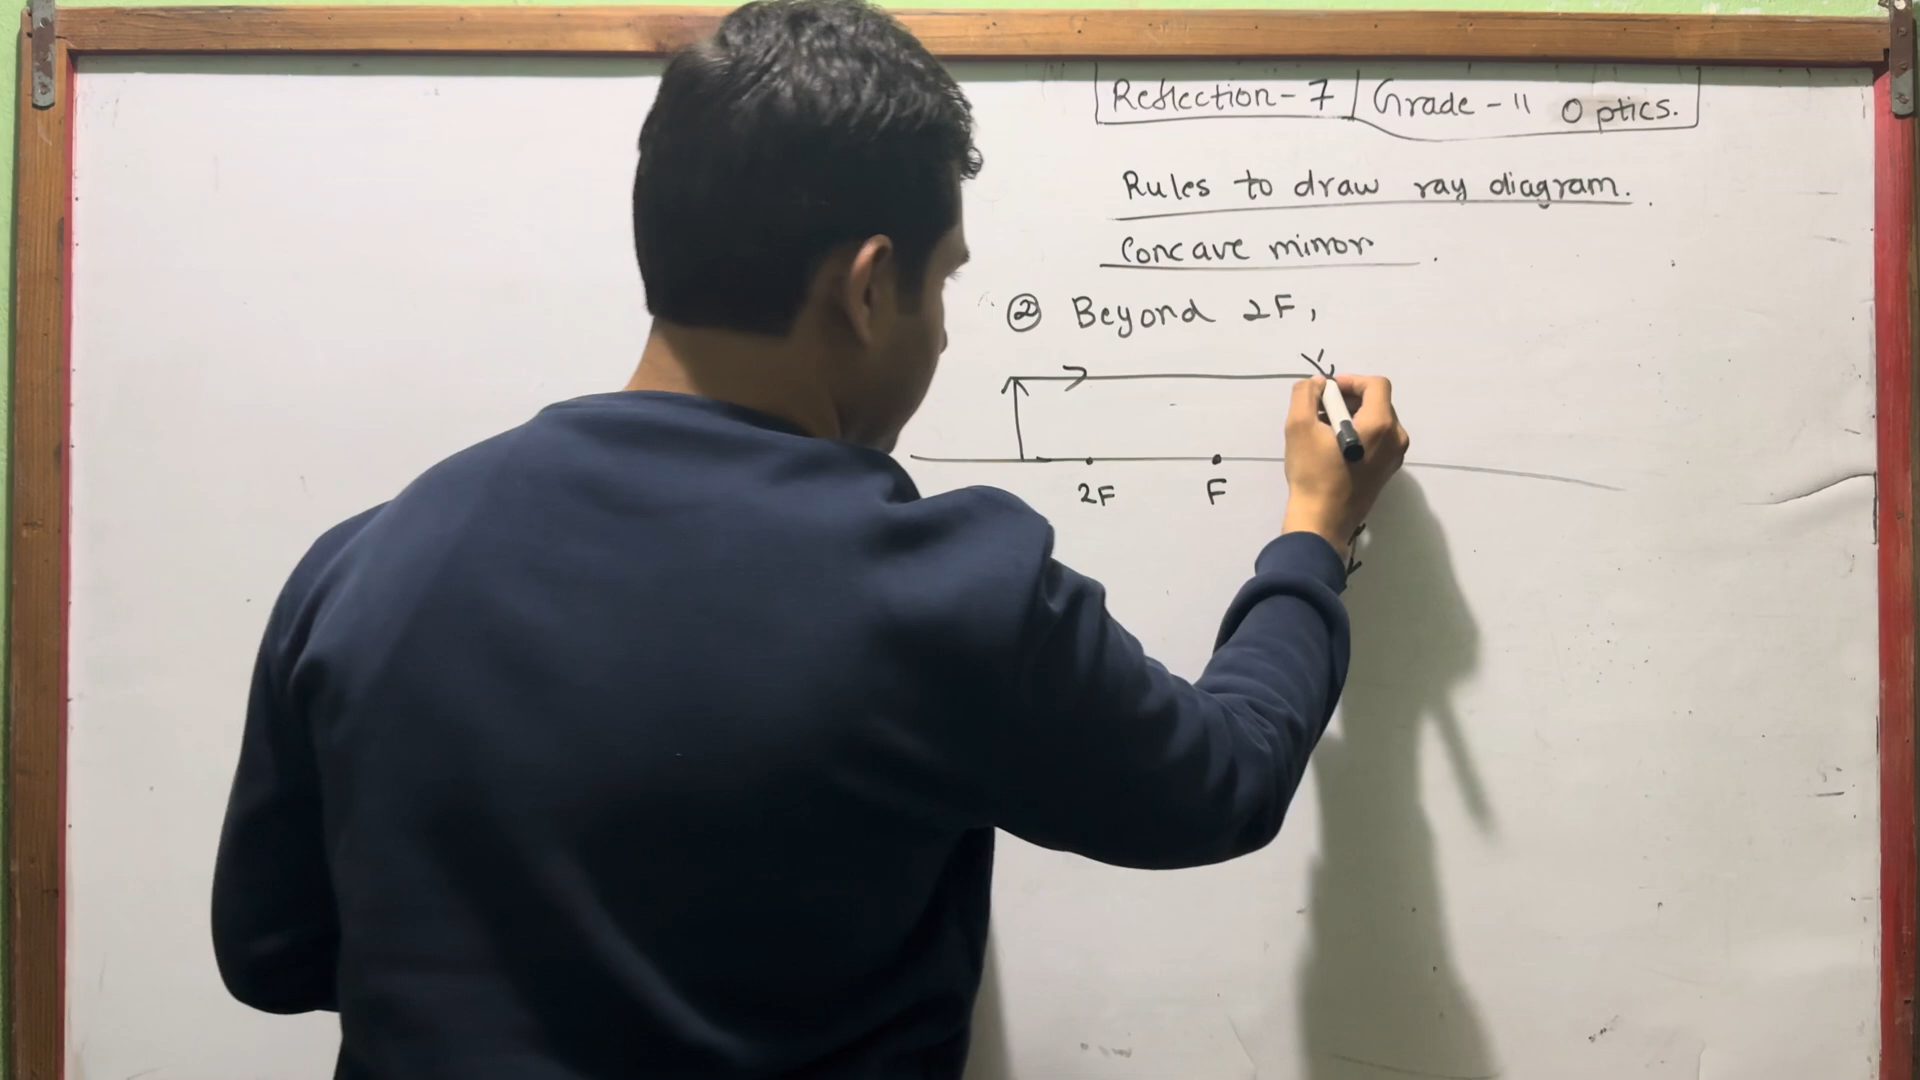 Reflection - 7 Grade - 11 Optics.
Rules to draw ray diagram.
Concave mirror.
② Beyond 2F,
2F F